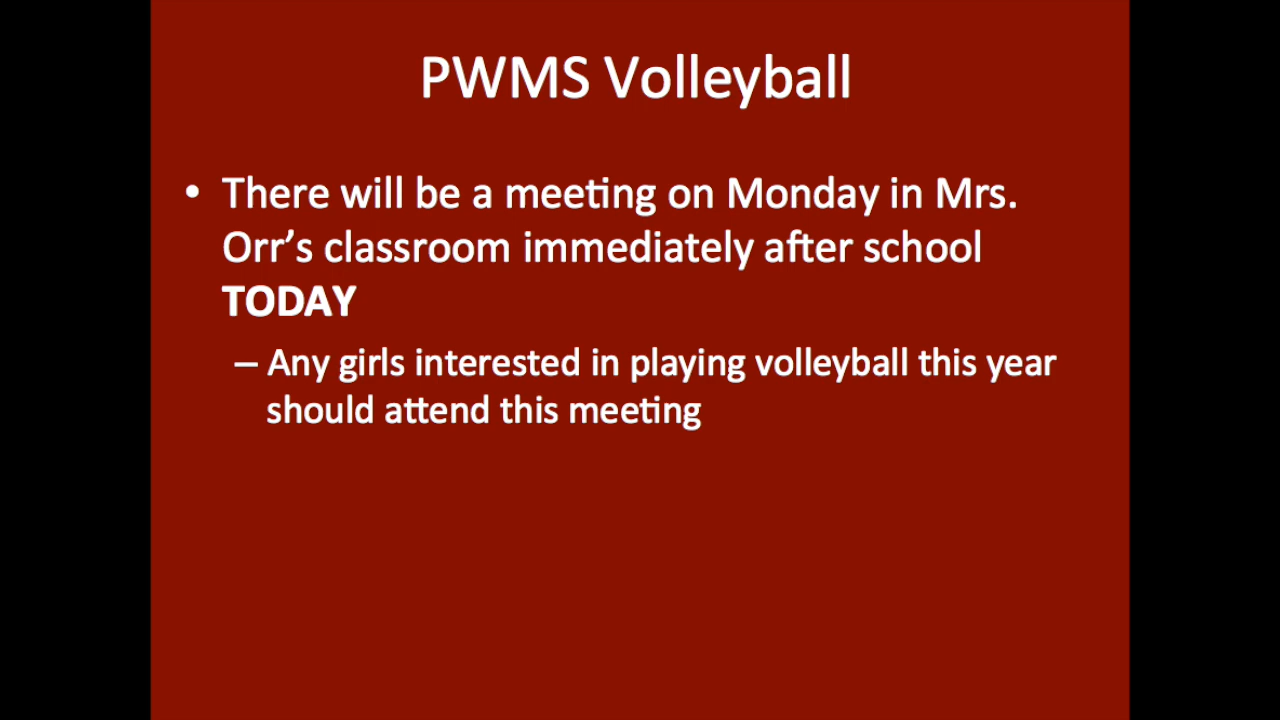 PWMS Volleyball
• There will be a meeting on Monday in Mrs.
Orr’s classroom immediately after school
TODAY
– Any girls interested in playing volleyball this year
should attend this meeting